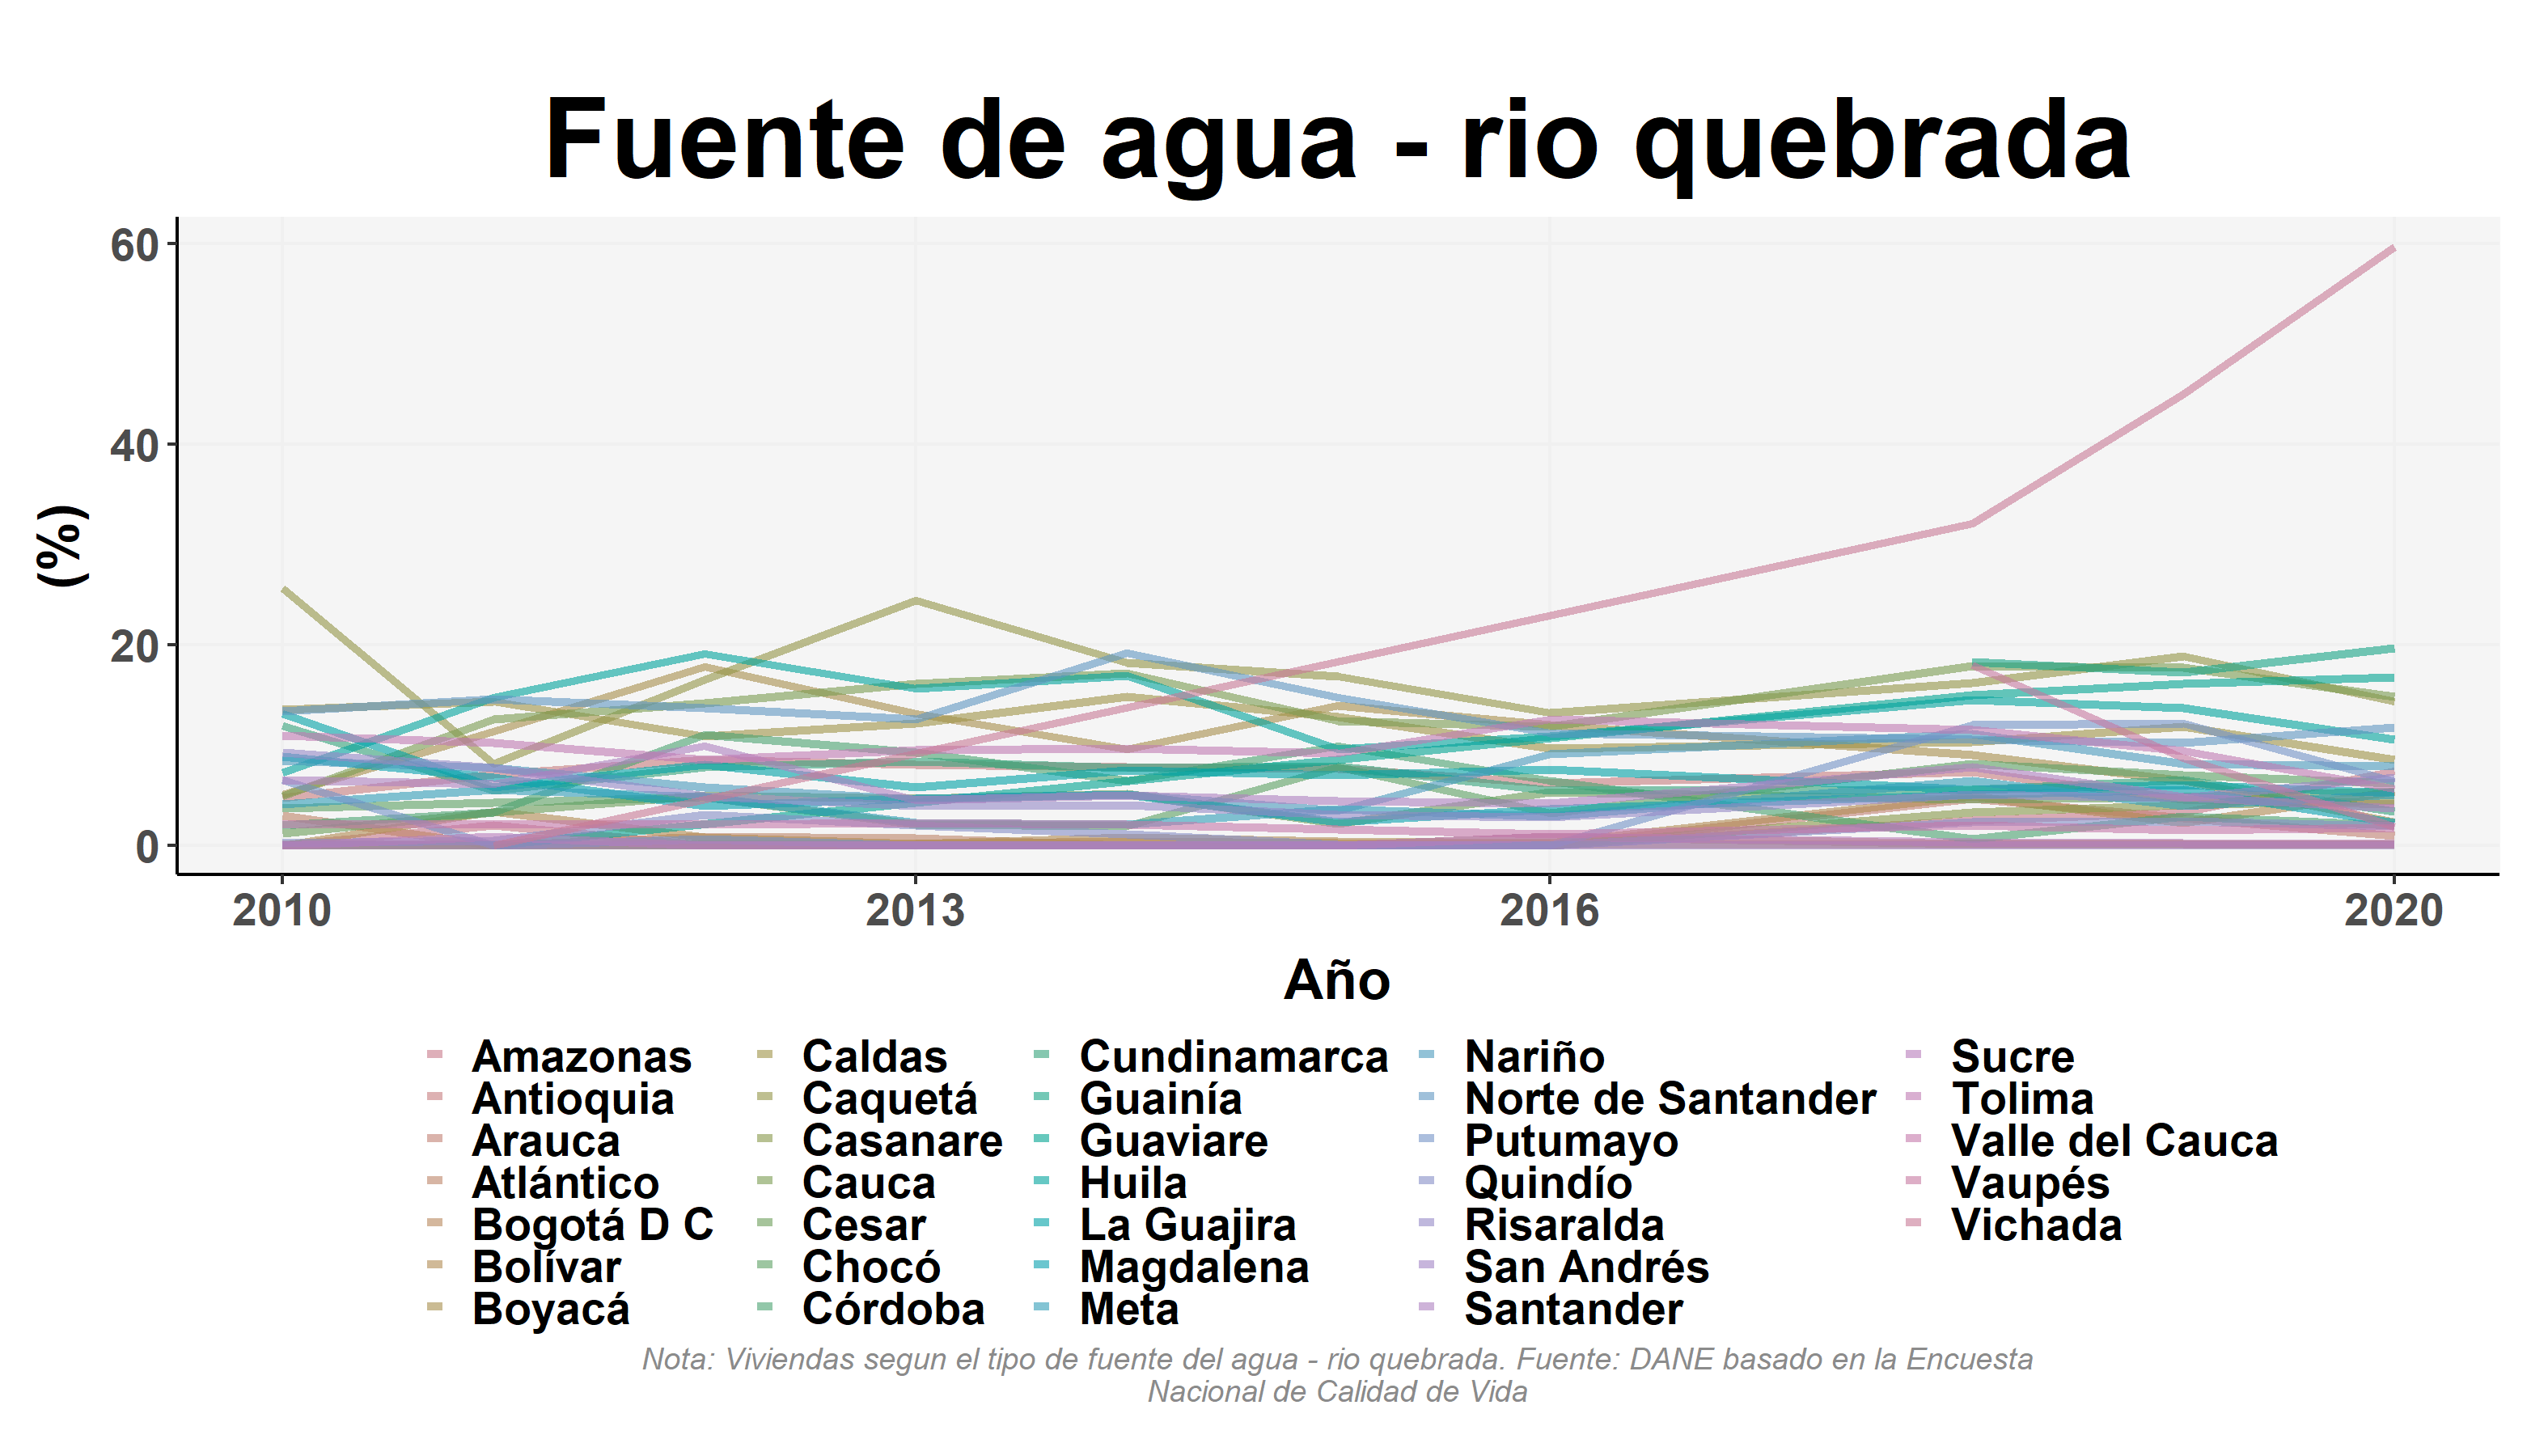 Fuente de agua - rio quebrada
60
40
20
0
(%)
2010 2013 2016 2020
Año
Amazonas Caldas Cundinamarca Nariño Sucre
Antioquia Caquetá Guainía Norte de Santander Tolima
Arauca Casanare Guaviare Putumayo Valle del Cauca
Atlántico Cauca Huila Quindío Vaupés
Bogotá D C Cesar La Guajira Risaralda Vichada
Bolívar Chocó Magdalena San Andrés
Boyacá Córdoba Meta Santander
Nota: Viviendas segun el tipo de fuente del agua - rio quebrada. Fuente: DANE basado en la Encuesta
Nacional de Calidad de Vida